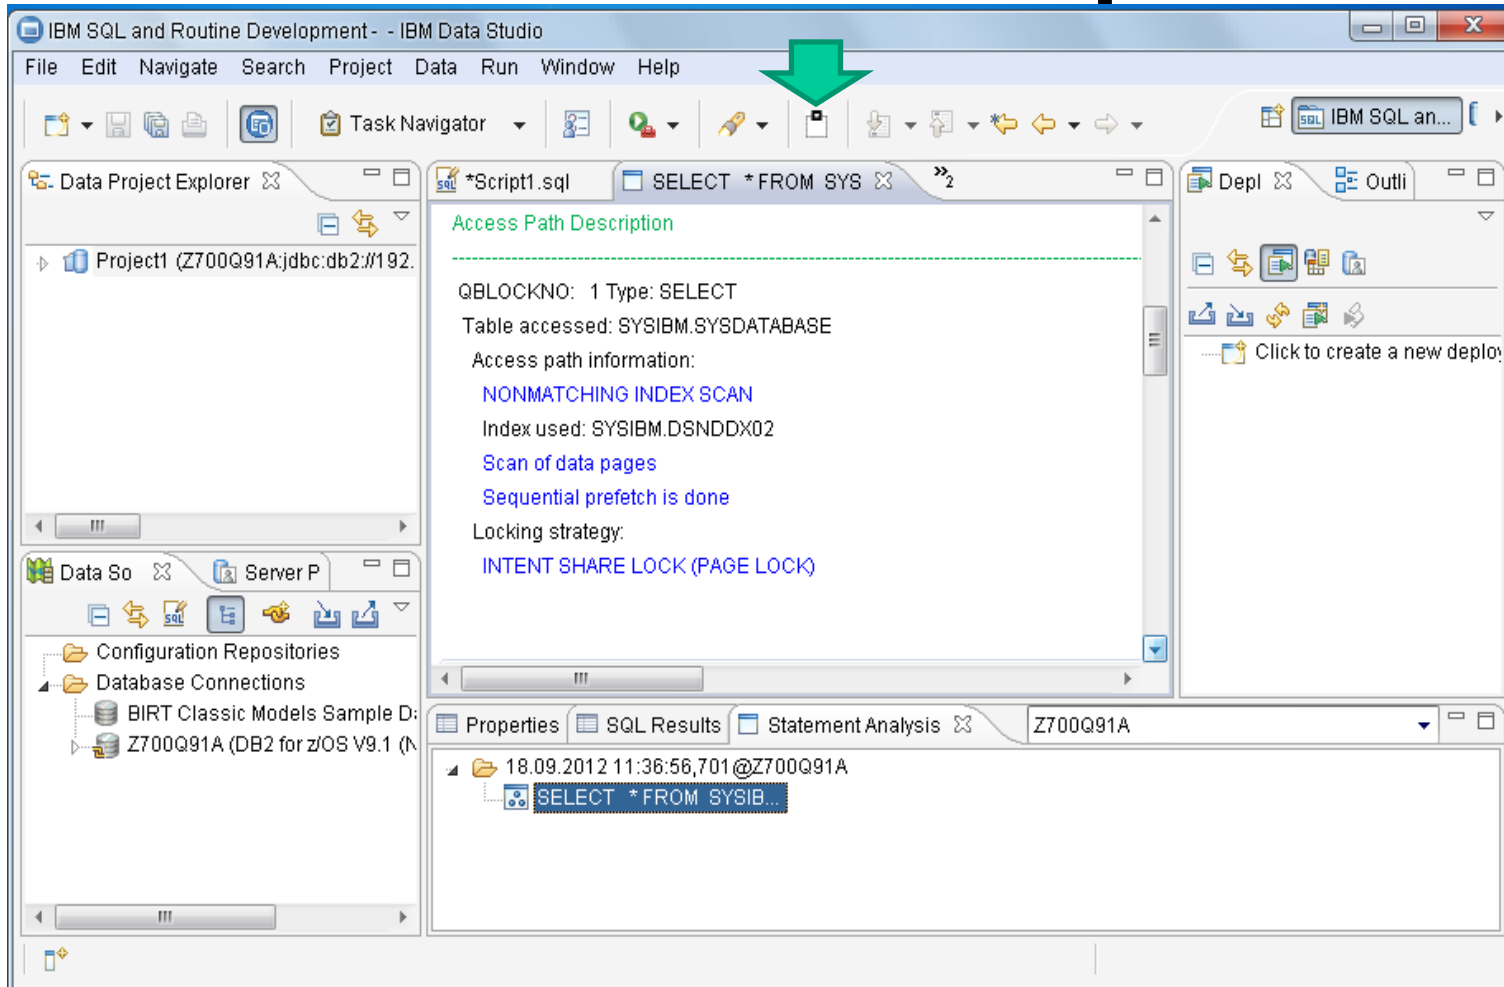 IBM SQL and Routine Development - - IBM Data Studio
File Edit Navigate Search Project Data Run Window Help
Task Navigator
IBM SQL an...
Data Project Explorer
Project1 (Z700Q91A:jdbc:db2://192.
*Script1.sql
SELECT * FROM SYS
»2
Access Path Description
QBLOCKNO: 1 Type: SELECT
Table accessed: SYSIBM.SYSDATABASE
Access path information:
NONMATCHING INDEX SCAN
Index used: SYSIBM.DSNDDX02
Scan of data pages
Sequential prefetch is done
Locking strategy:
INTENT SHARE LOCK (PAGE LOCK)
Depl
Outli
Click to create a new deploy
Data So
Server P
Configuration Repositories
Database Connections
BIRT Classic Models Sample Da
Z700Q91A (DB2 for z/OS V9.1 (N
Properties
SQL Results
Statement Analysis
Z700Q91A
18.09.2012 11:36:56,701@Z700Q91A
SELECT * FROM SYSIB...